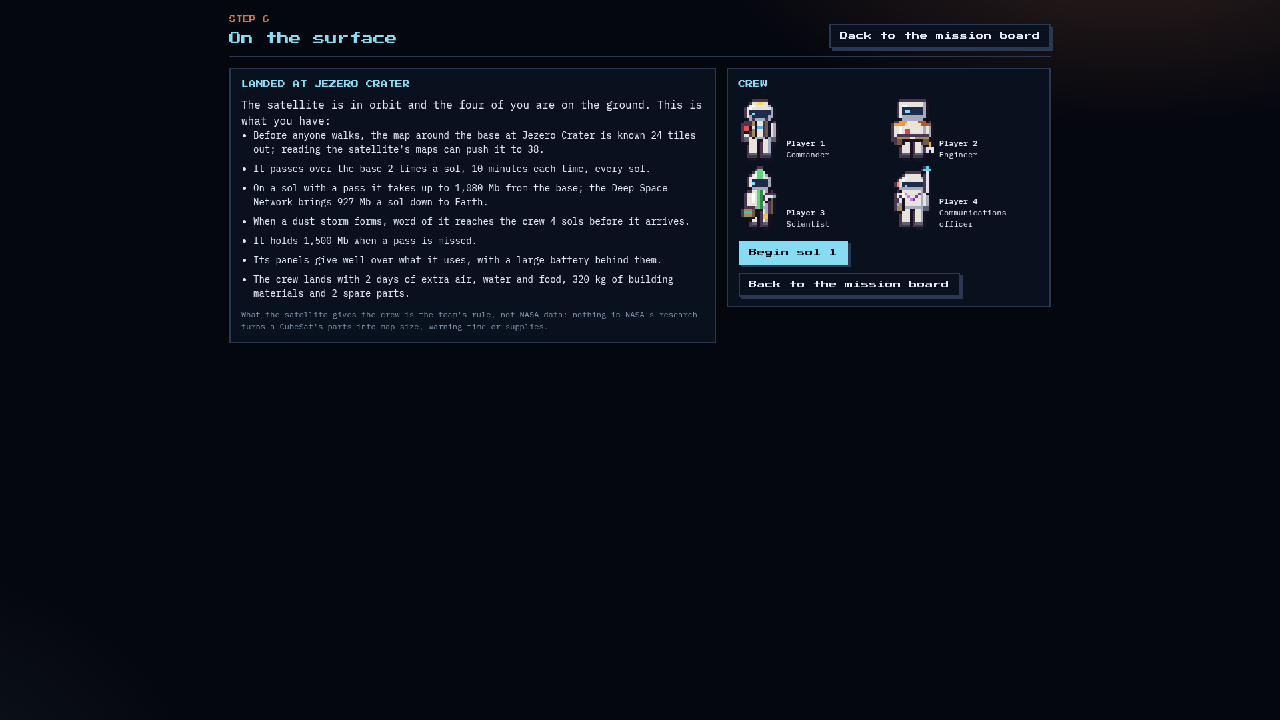 STEP 6
On the surface
Back to the mission board
LANDED AT JEZERO CRATER
The satellite is in orbit and the four of you are on the ground. This is
what you have:
• Before anyone walks, the map around the base at Jezero Crater is known 24 tiles
out; reading the satellite's maps can push it to 38.
• It passes over the base 2 times a sol, 10 minutes each time, every sol.
• On a sol with a pass it takes up to 1,080 Mb from the base; the Deep Space
Network brings 927 Mb a sol down to Earth.
• When a dust storm forms, word of it reaches the crew 4 sols before it arrives.
• It holds 1,500 Mb when a pass is missed.
• Its panels give well over what it uses, with a large battery behind them.
• The crew lands with 2 days of extra air, water and food, 320 kg of building
materials and 2 spare parts.
What the satellite gives the crew is the team's rule, not NASA data: nothing in NASA's research
turns a CubeSat's parts into map size, warning time or supplies.
CREW
Player 1
Commander
Player 2
Engineer
Player 3
Scientist
Player 4
Communications
officer
Begin sol 1
Back to the mission board